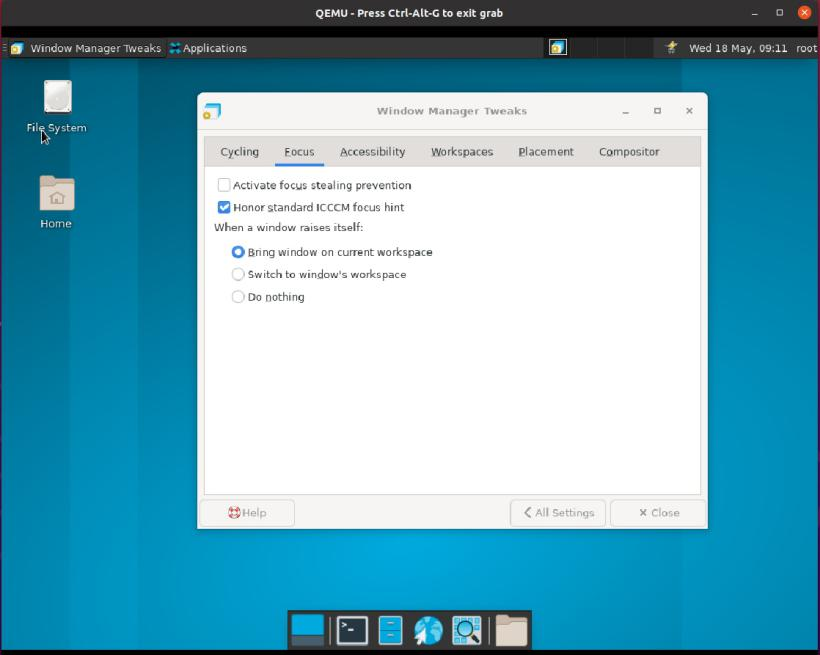 QEMU - Press Ctrl-Alt-G to exit grab
Window Manager Tweaks Applications Wed 18 May, 09:11 root
File System
Home
Window Manager Tweaks
Cycling Focus Accessibility Workspaces Placement Compositor
Activate focus stealing prevention
Honor standard ICCCM focus hint
When a window raises itself:
Bring window on current workspace
Switch to window's workspace
Do nothing
Help All Settings Close